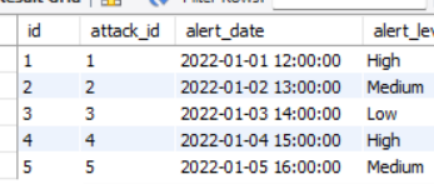 Filter Rows:
id attack_id alert_date alert_lev
1 1 2022-01-01 12:00:00 High
2 2 2022-01-02 13:00:00 Medium
3 3 2022-01-03 14:00:00 Low
4 4 2022-01-04 15:00:00 High
5 5 2022-01-05 16:00:00 Medium